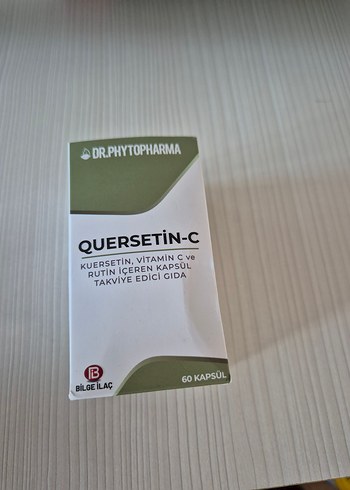 DR.PHYTOPHARMA
QUERSETİN-C
KUERSETİN, VİTAMİN C ve
RUTİN İÇEREN KAPSÜL
TAKVİYE EDİCİ GIDA
BİLGE İLAÇ
60 KAPSÜL